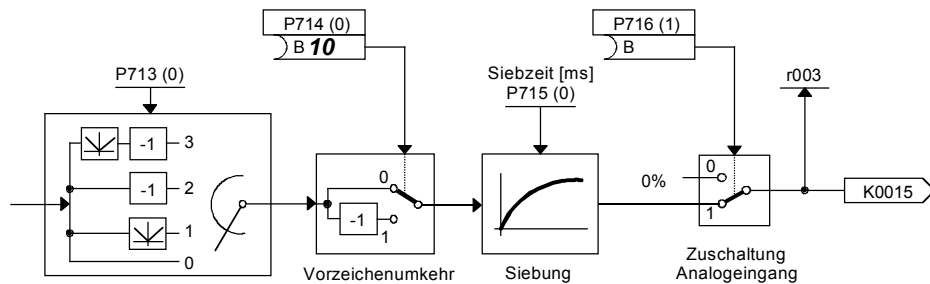 P714 (0)
B 10
P716 (1)
B
P713 (0)
Siebzeit [ms]
P715 (0)
r003
-1
3
-1
2
1
0
0
-1
1
0%
0
1
K0015
Vorzeichenumkehr
Siebung
Zuschaltung
Analogeingang